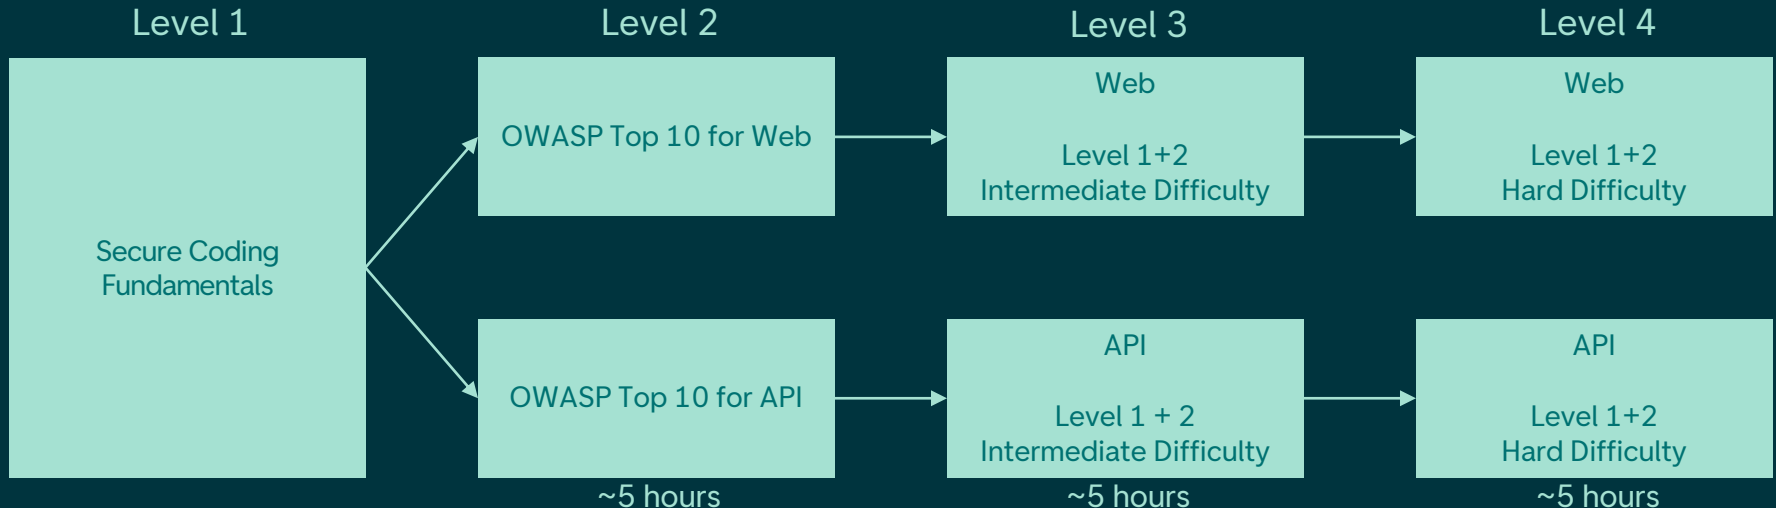 Level 1
Level 2
Level 3
Level 4
Secure Coding
Fundamentals
OWASP Top 10 for Web
Web
Level 1+2
Intermediate Difficulty
Web
Level 1+2
Hard Difficulty
OWASP Top 10 for API
API
Level 1 + 2
Intermediate Difficulty
API
Level 1+2
Hard Difficulty
~5 hours
~5 hours
~5 hours